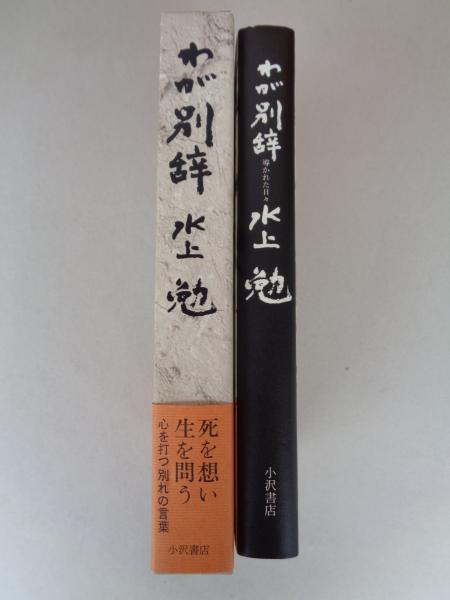 わが別辞
水上 勉
死を想い
生を問う
心を打つ別れの言葉
小沢書店
わが別辞
導かれた日々
水上 勉
小沢書店